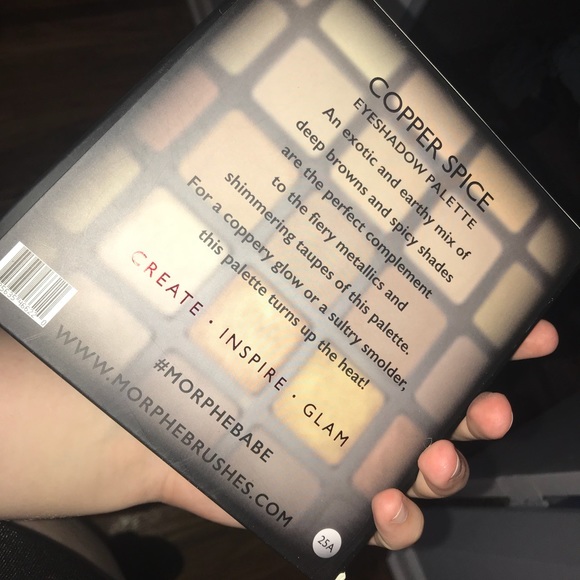 COPPER SPICE
EYESHADOW PALETTE
An exotic and earthy mix of
deep browns and spicy shades
are the perfect complement
to the fiery metallics and
shimmering taupes of this palette.
For a coppery glow or a sultry smolder,
this palette turns up the heat!
CREATE · INSPIRE · GLAM
#MORPHEBABE
WWW.MORPHEBRUSHES.COM
25A